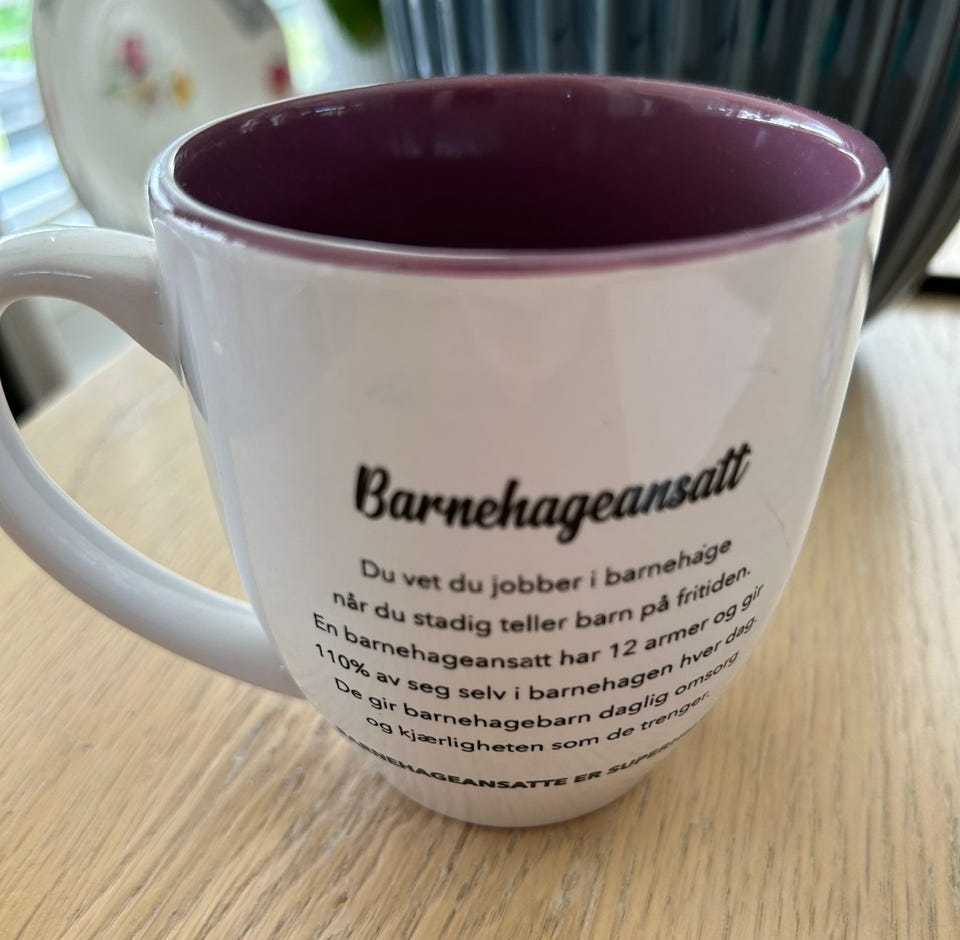 Barnehageansatt
Du vet du jobber i barnehage
når du stadig teller barn på fritiden.
En barnehageansatt har 12 armer og gir
110% av seg selv i barnehagen hver dag.
De gir barnehagebarn daglig omsorg
og kjærligheten som de trenger.
BARNEHAGEANSATTE ER